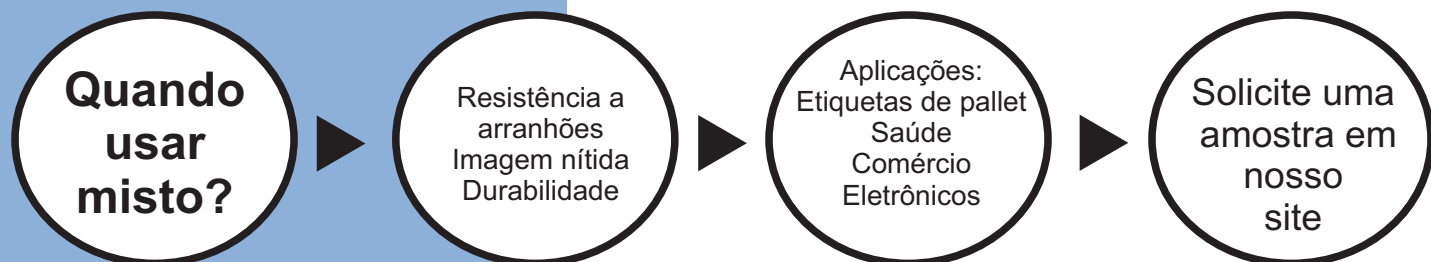 Quando
usar
misto?
Resistência a
arranhões
Imagem nítida
Durabilidade
Aplicações:
Etiquetas de pallet
Saúde
Comércio
Eletrônicos
Solicite uma
amostra em
nosso
site